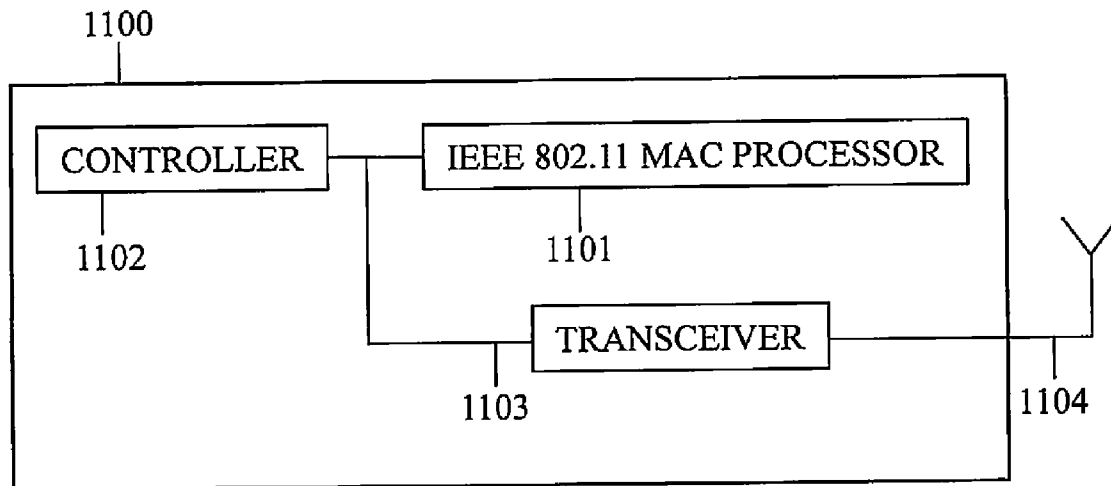 1100
CONTROLLER
IEEE 802.11 MAC PROCESSOR
1102
1101
TRANSCEIVER
1103
1104